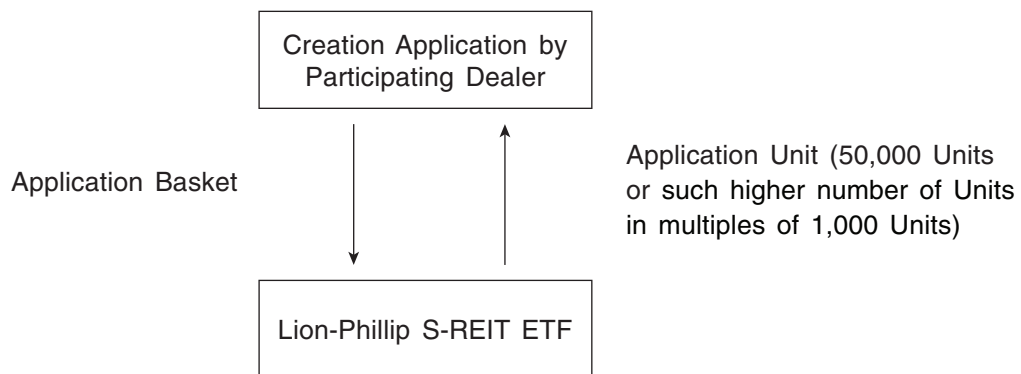 Creation Application by
Participating Dealer
Application Basket
Application Unit (50,000 Units
or such higher number of Units
in multiples of 1,000 Units)
Lion-Phillip S-REIT ETF